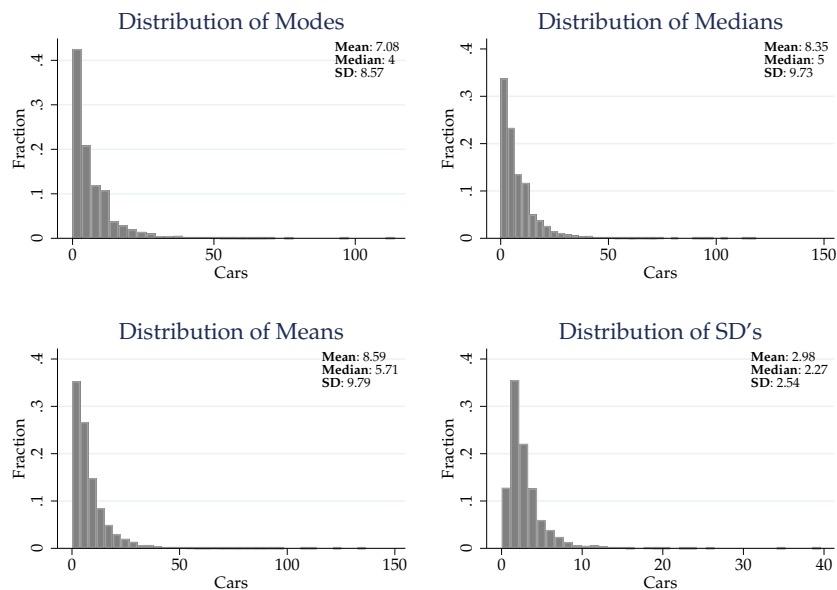 Distribution of Modes
Mean: 7.08
Median: 4
SD: 8.57
Fraction
.4
.3
.2
.1
0
0 50 100
Cars
Distribution of Medians
Mean: 8.35
Median: 5
SD: 9.73
Fraction
.4
.3
.2
.1
0
0 50 100 150
Cars
Distribution of Means
Mean: 8.59
Median: 5.71
SD: 9.79
Fraction
.4
.3
.2
.1
0
0 50 100 150
Cars
Distribution of SD's
Mean: 2.98
Median: 2.27
SD: 2.54
Fraction
.4
.3
.2
.1
0
0 10 20 30 40
Cars